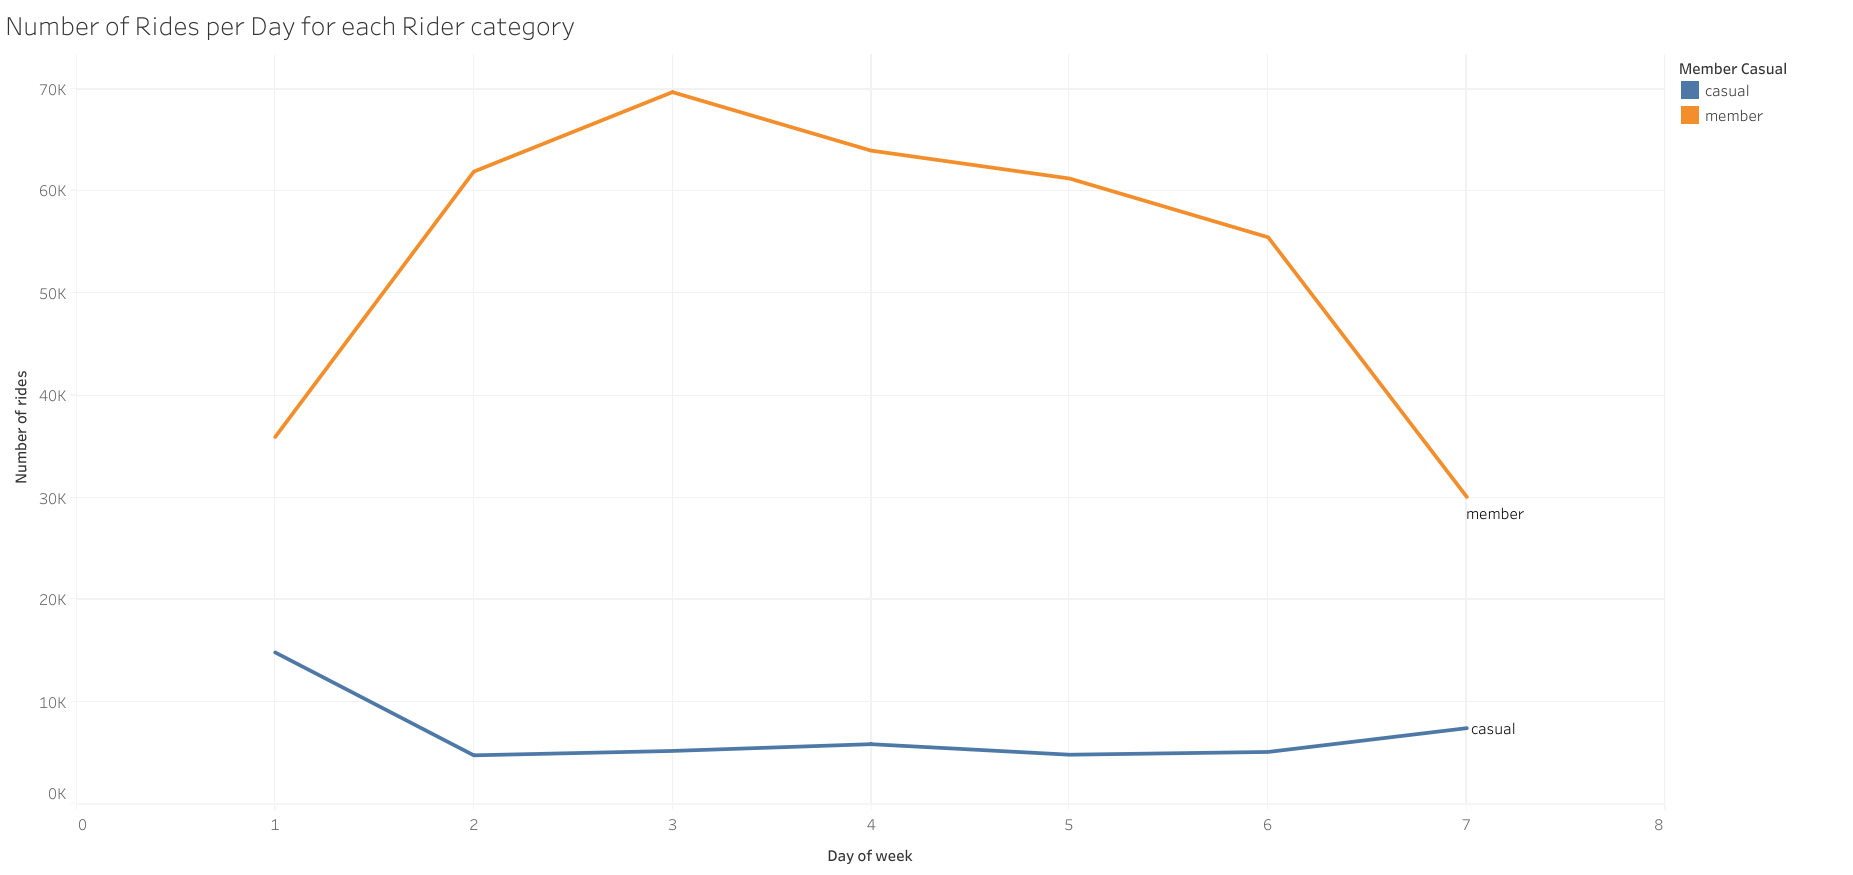 Number of Rides per Day for each Rider category
Member Casual
casual
member
70K
60K
50K
40K
30K
20K
10K
0K
Number of rides
member
casual
0 1 2 3 4 5 6 7 8
Day of week